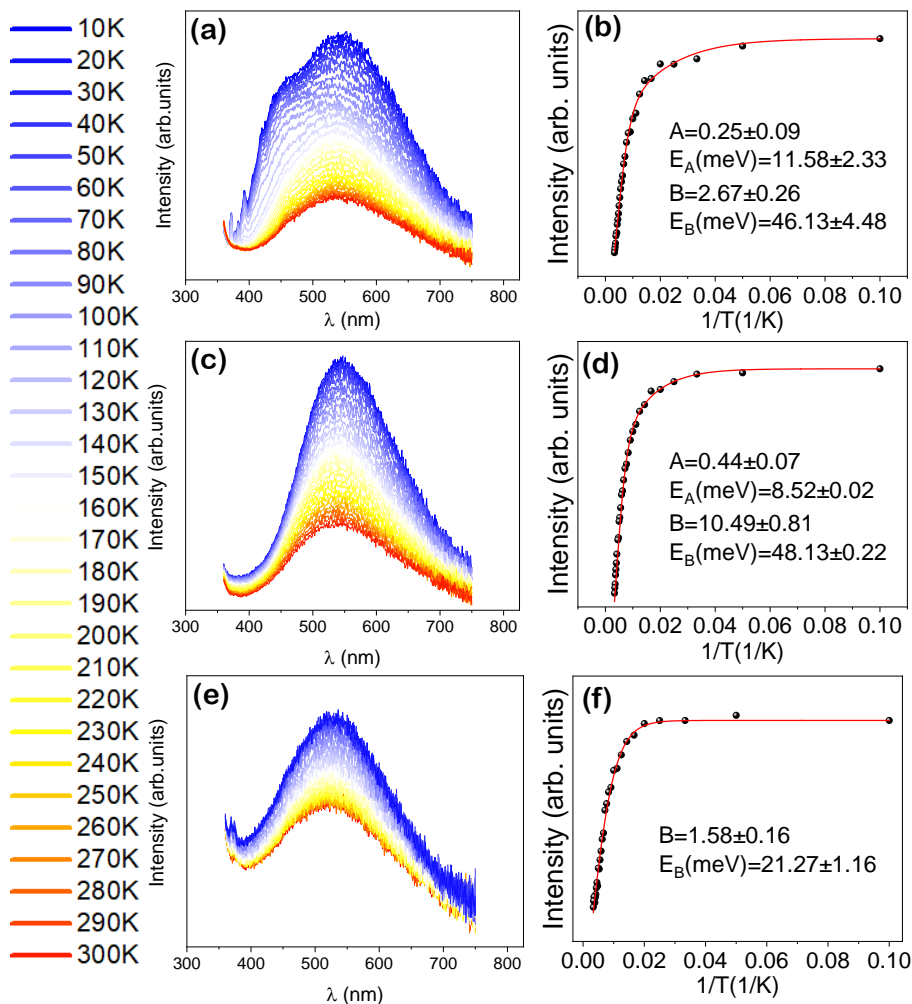 10K
20K
30K
40K
50K
60K
70K
80K
90K
100K
110K
120K
130K
140K
150K
160K
170K
180K
190K
200K
210K
220K
230K
240K
250K
260K
270K
280K
290K
300K
(a)
Intensity (arb.units)
300 400 500 600 700 800
λ (nm)
(b)
Intensity (arb. units)
A=0.25±0.09
E_A(meV)=11.58±2.33
B=2.67±0.26
E_B(meV)=46.13±4.48
0.00 0.02 0.04 0.06 0.08 0.10
1/T(1/K)
(c)
Intensity (arb.units)
300 400 500 600 700 800
λ (nm)
(d)
Intensity (arb. units)
A=0.44±0.07
E_A(meV)=8.52±0.02
B=10.49±0.81
E_B(meV)=48.13±0.22
0.00 0.02 0.04 0.06 0.08 0.10
1/T(1/K)
(e)
Intensity (arb.units)
300 400 500 600 700 800
λ (nm)
(f)
Intensity (arb. units)
B=1.58±0.16
E_B(meV)=21.27±1.16
0.00 0.02 0.04 0.06 0.08 0.10
1/T(1/K)